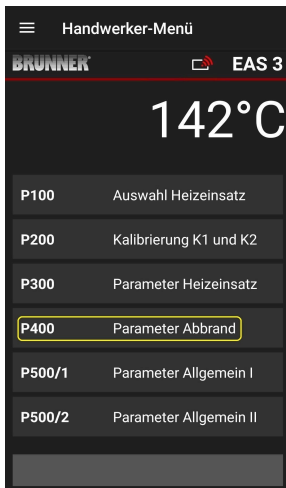 Handwerker-Menü
BRUNNER EAS 3
142°C
P100 Auswahl Heizeinsatz
P200 Kalibrierung K1 und K2
P300 Parameter Heizeinsatz
P400 Parameter Abbrand
P500/1 Parameter Allgemein I
P500/2 Parameter Allgemein II